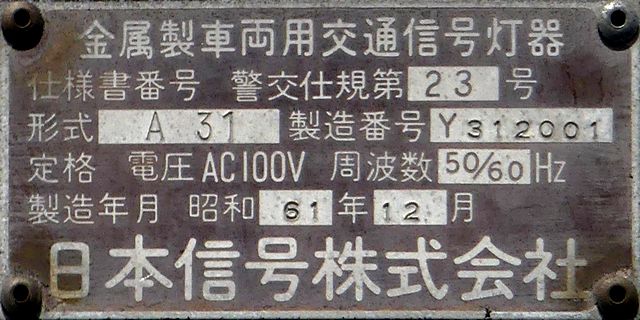 金属製車両用交通信号灯器
仕様書番号 警交仕規第 23 号
形式 A 31 製造番号 Y312001
定格 電圧 AC100V 周波数 50/60 Hz
製造年月 昭和 61 年 12 月
日本信号株式会社